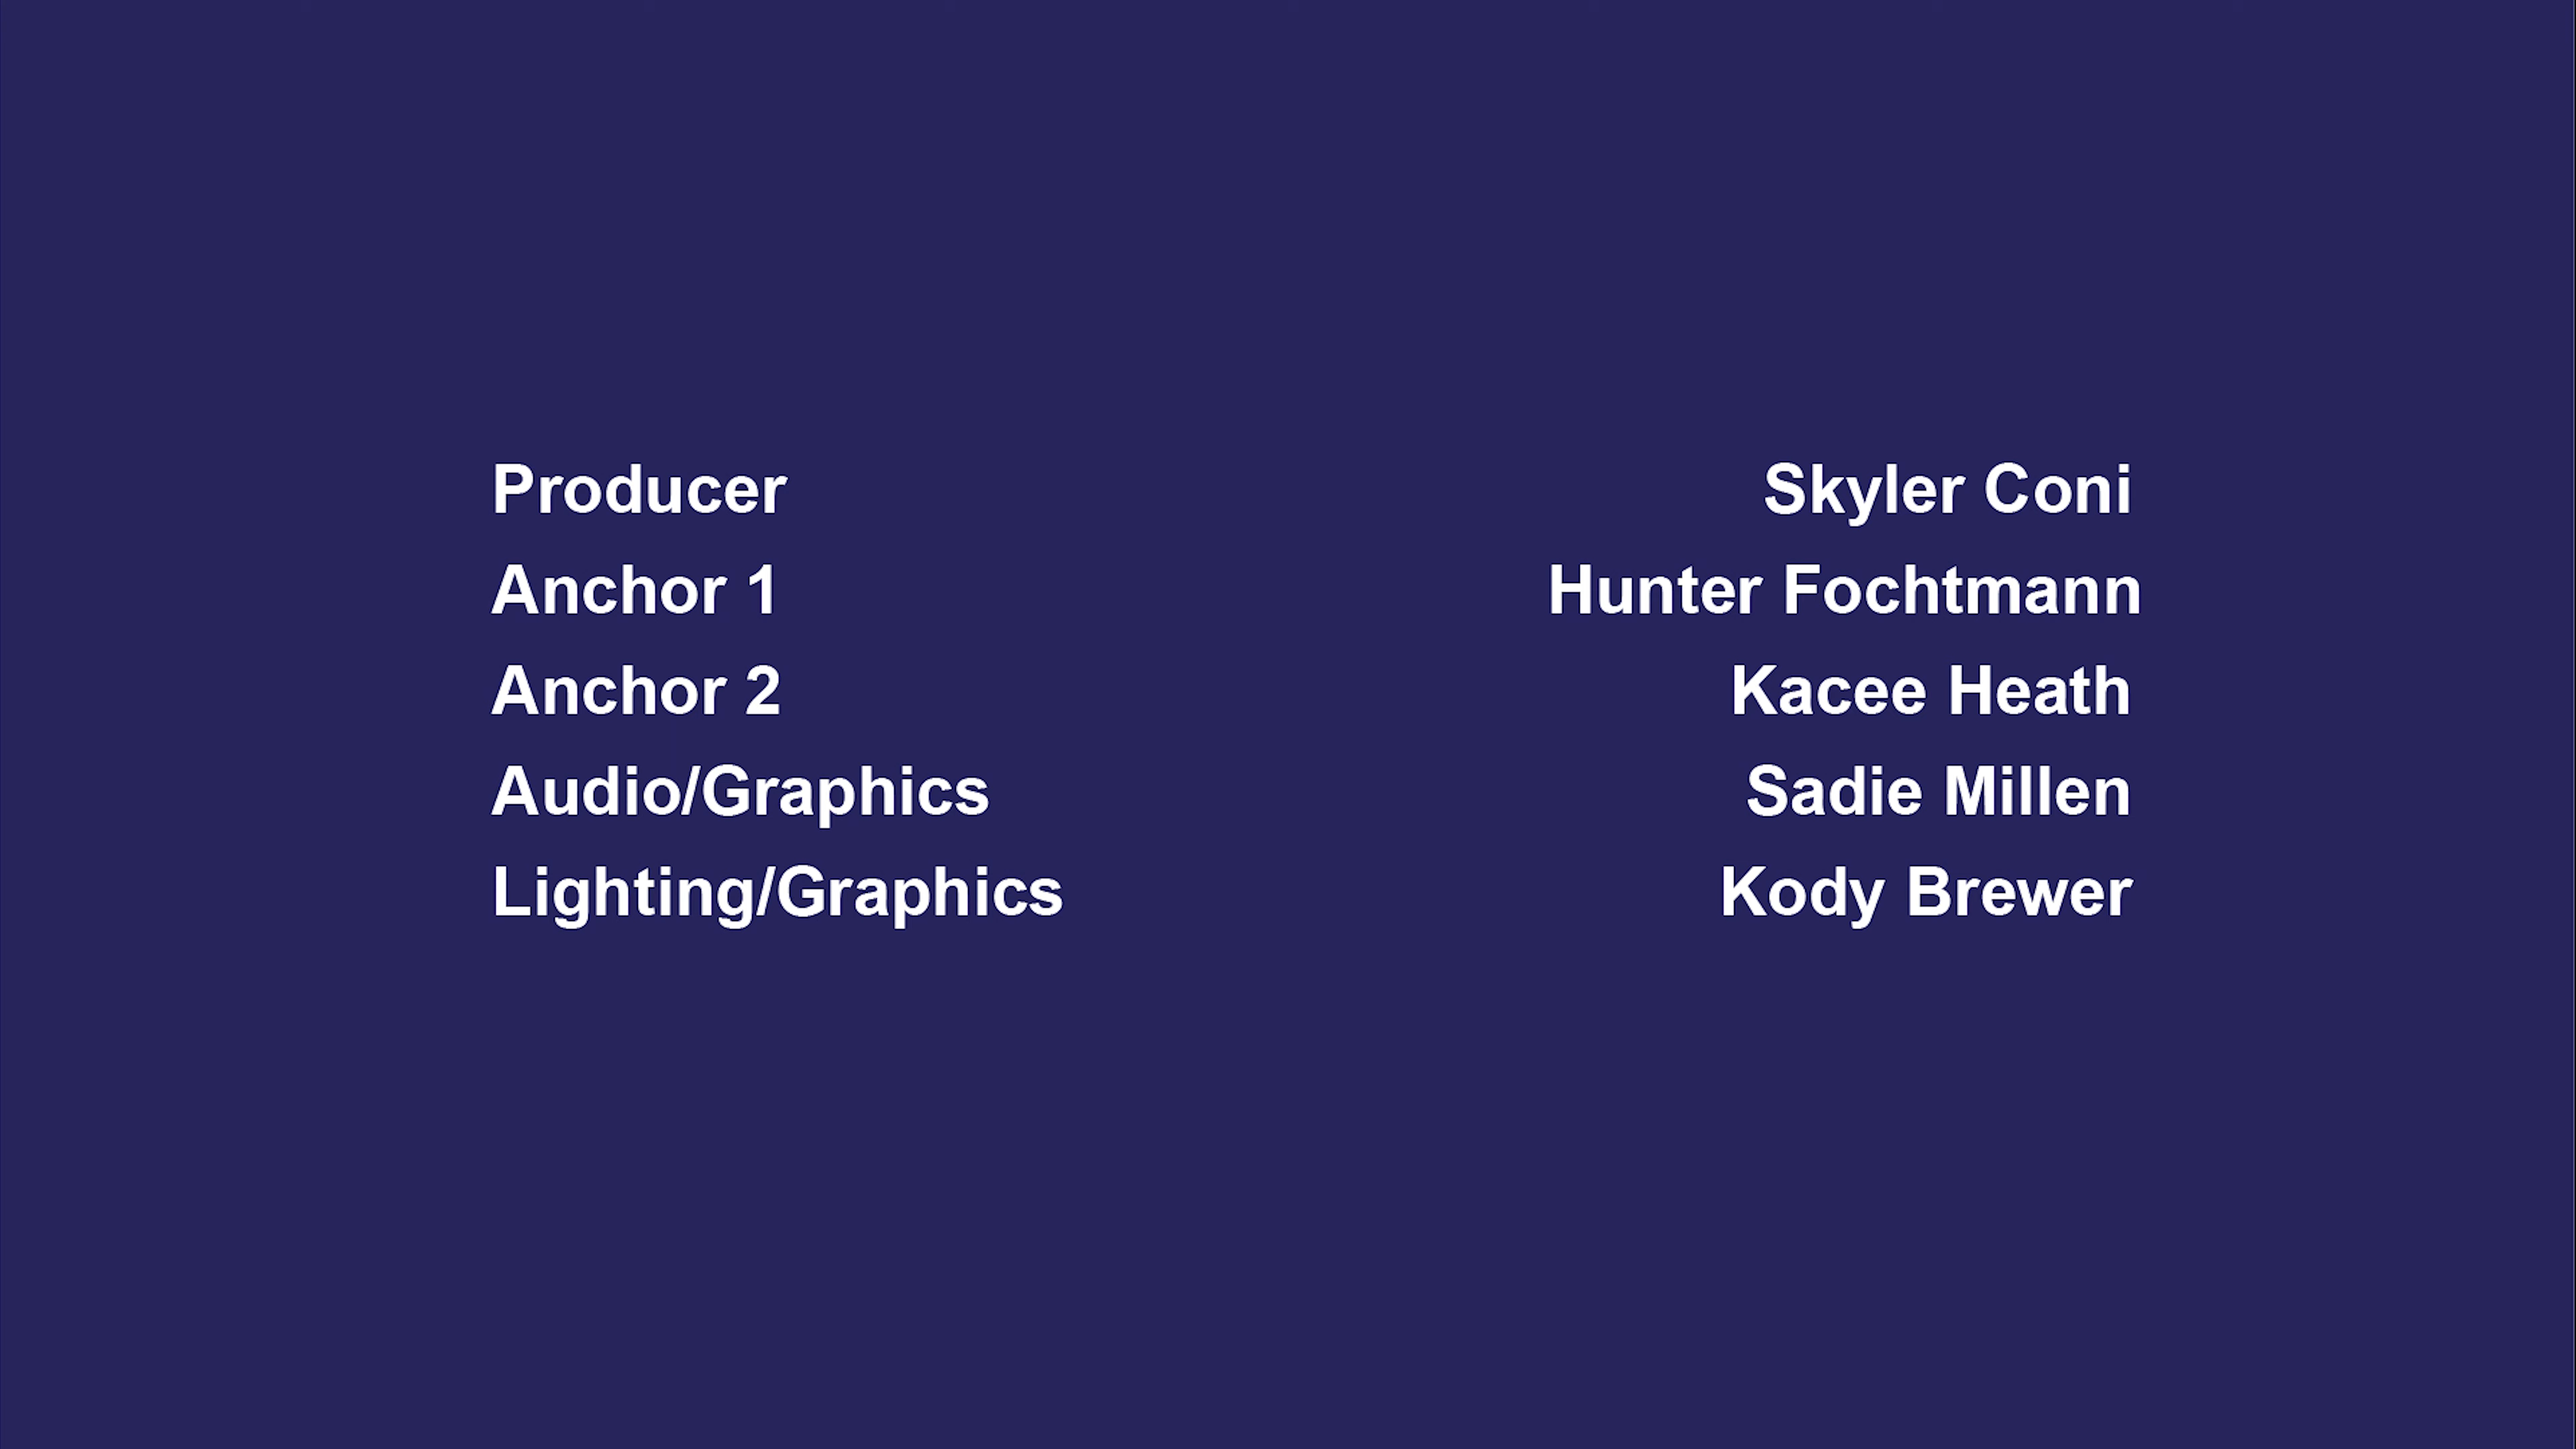 Producer Skyler Coni
Anchor 1 Hunter Fochtmann
Anchor 2 Kacee Heath
Audio/Graphics Sadie Millen
Lighting/Graphics Kody Brewer